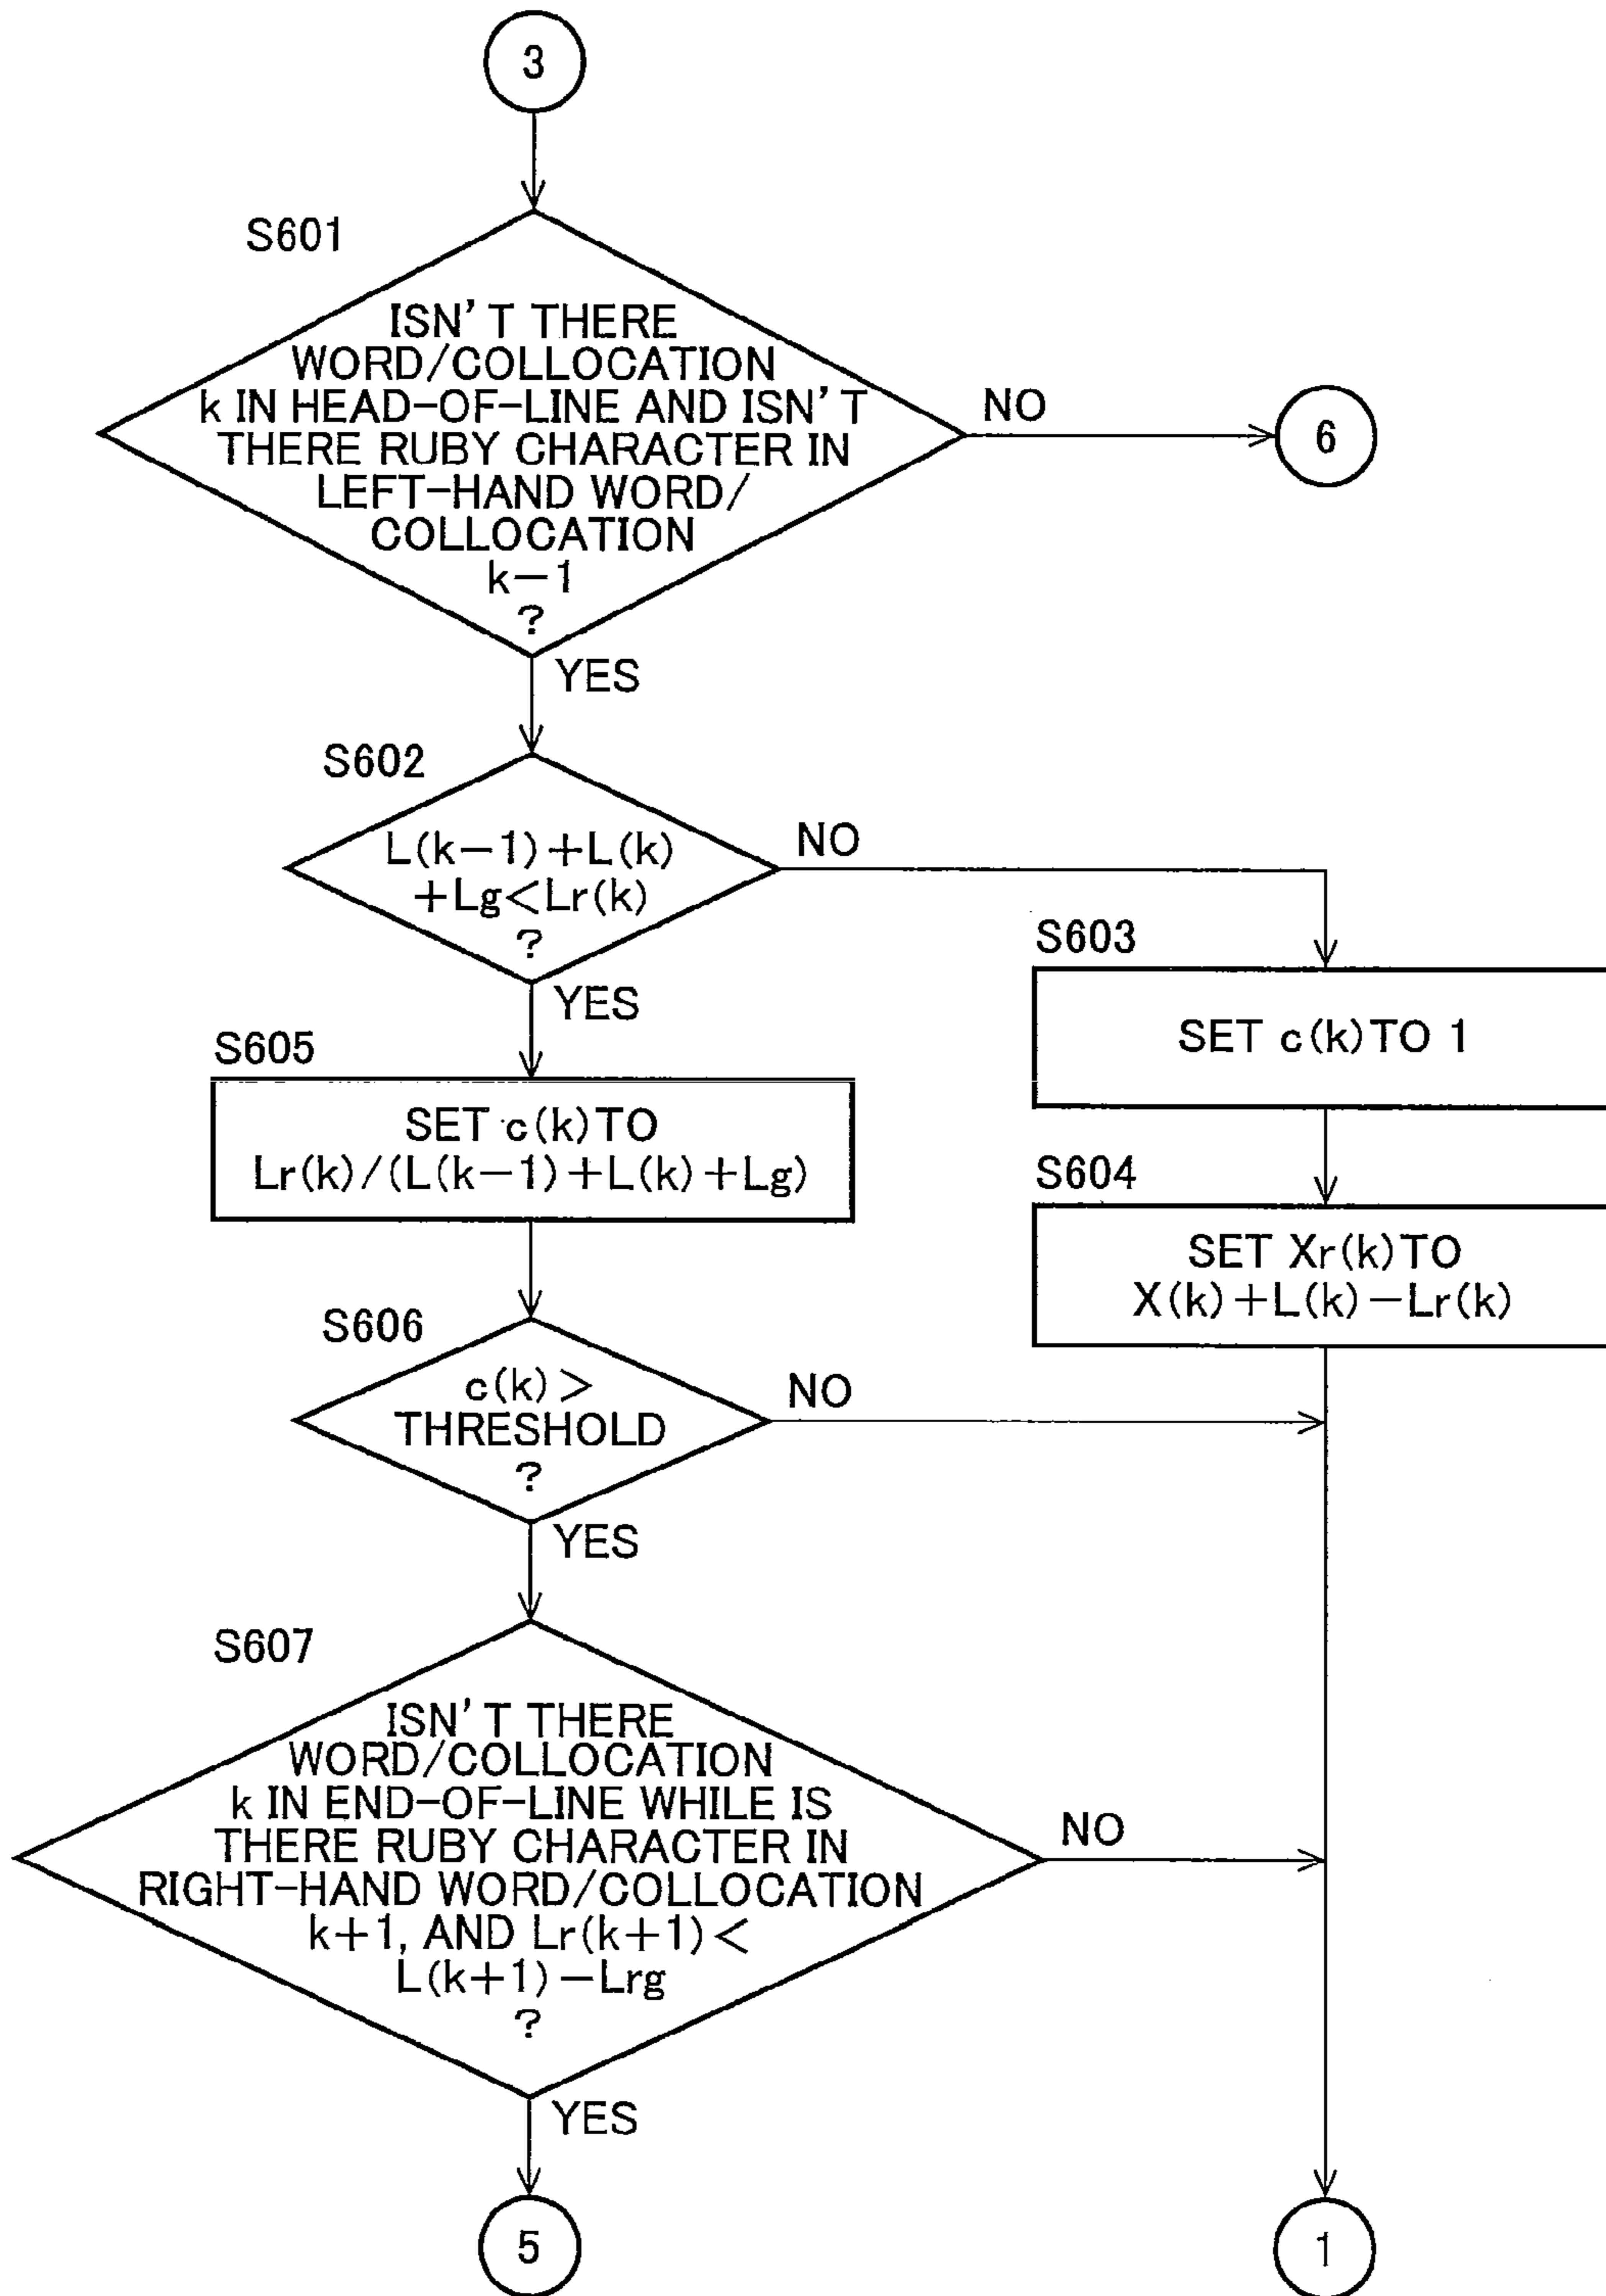 3
S601
ISN'T THERE
WORD/COLLOCATION
k IN HEAD-OF-LINE AND ISN'T
THERE RUBY CHARACTER IN
LEFT-HAND WORD/
COLLOCATION
k-1
?
NO
6
YES
S602
L(k-1)+L(k)
+Lg<Lr(k)
?
NO
YES
S603
SET c(k)TO 1
S604
SET Xr(k)TO
X(k)+L(k)-Lr(k)
S605
SET c(k)TO
Lr(k)/(L(k-1)+L(k)+Lg)
S606
c(k)>
THRESHOLD
?
NO
YES
S607
ISN'T THERE
WORD/COLLOCATION
k IN END-OF-LINE WHILE IS
THERE RUBY CHARACTER IN
RIGHT-HAND WORD/COLLOCATION
k+1, AND Lr(k+1)<
L(k+1)-Lrg
?
NO
YES
5
1